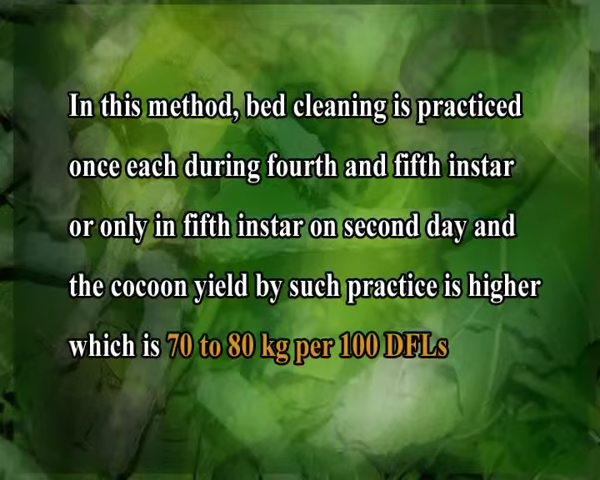 In this method, bed cleaning is practiced
once each during fourth and fifth instar
or only in fifth instar on second day and
the cocoon yield by such practice is higher
which is 70 to 80 kg per 100 DFLs